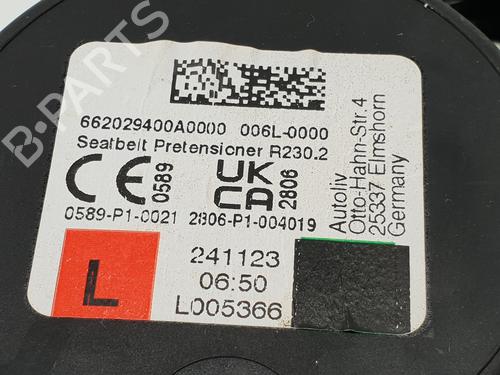 662029400A0000 006L-0000
Seatbelt Pretensicner R230.2
CE 0589
UK CA 2806
0589-P1-0021 2806-P1-004019
Autoliv
Otto-Hahn-Str.4
25337 Elmshorn
Germany
L
241123
06:50
L005366
B-PARTS